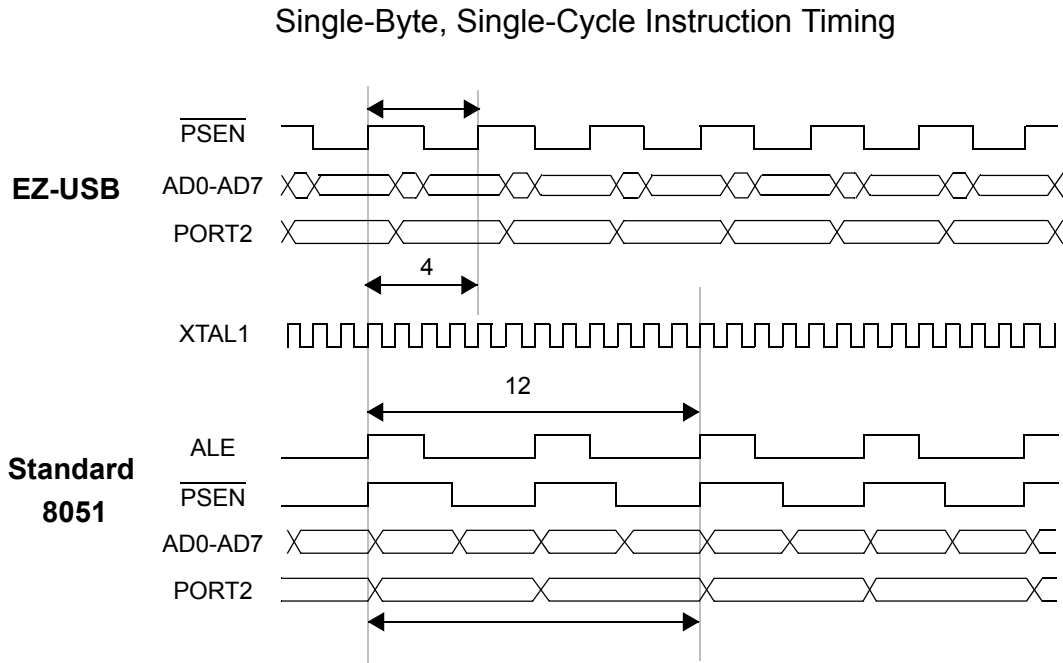 Single-Byte, Single-Cycle Instruction Timing
PSEN
EZ-USB
AD0-AD7
PORT2
4
XTAL1
12
ALE
Standard
8051
PSEN
AD0-AD7
PORT2